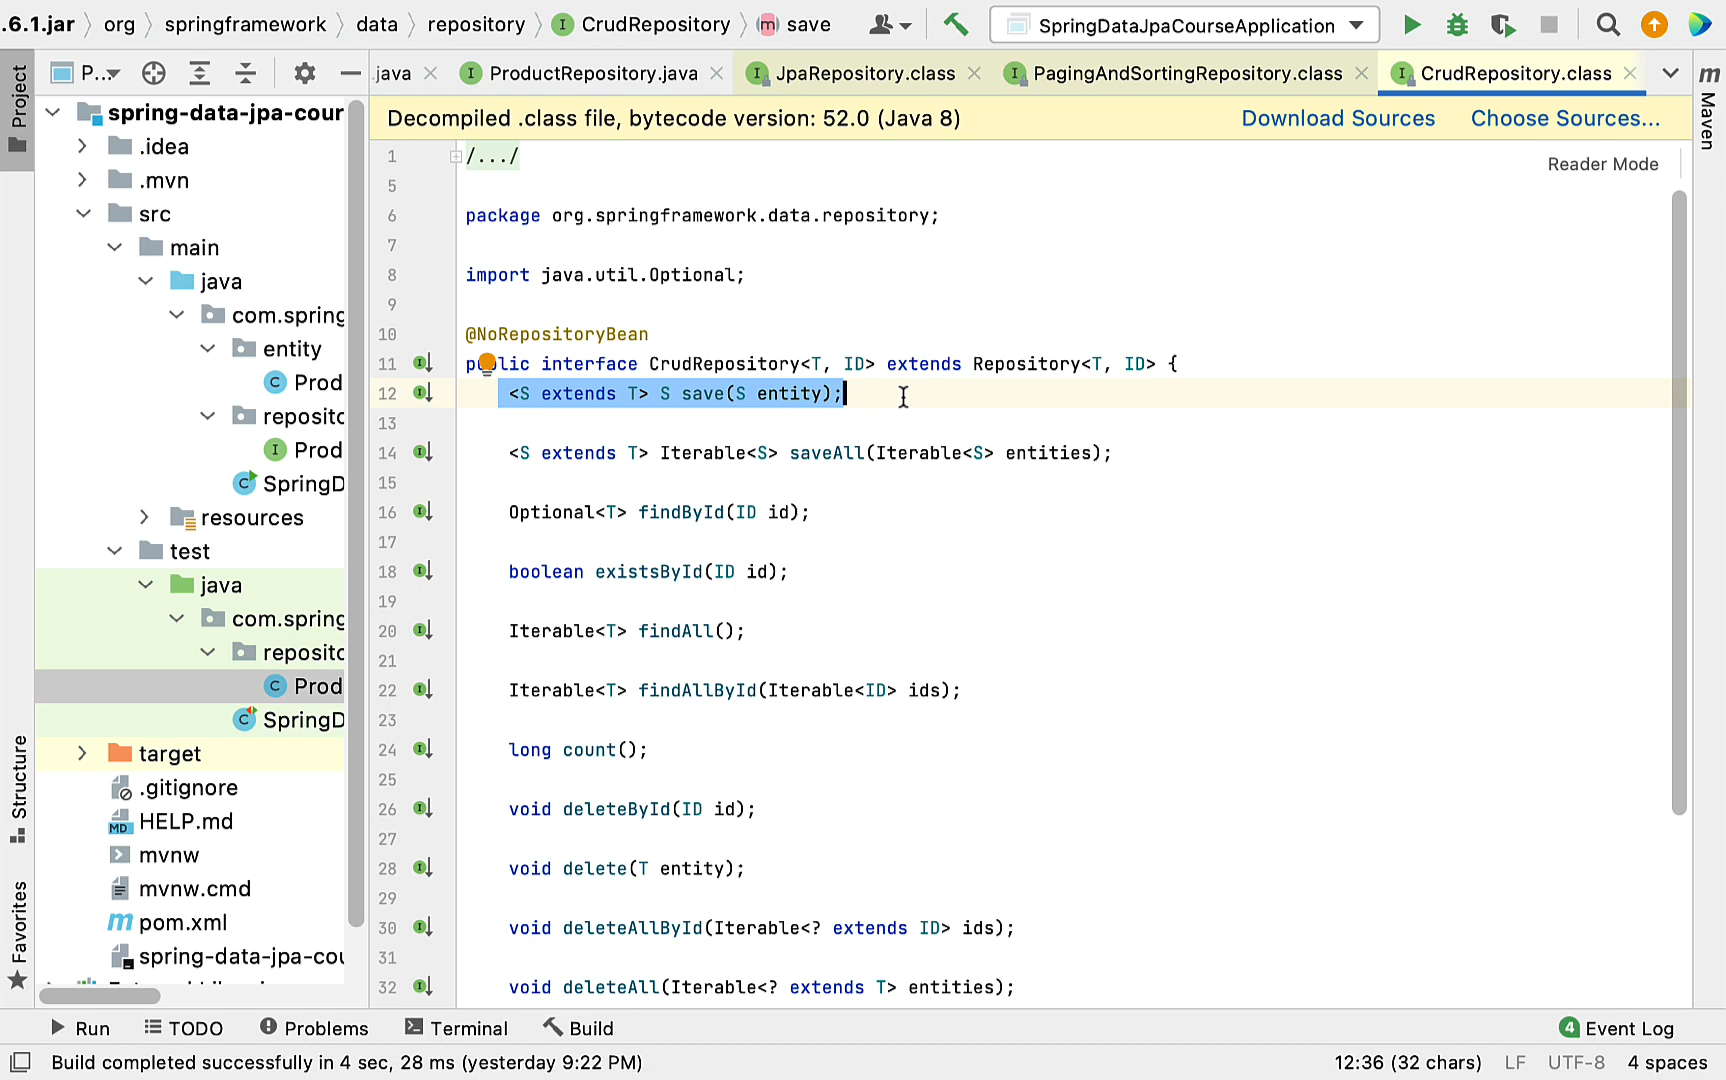 .6.1.jar org springframework data repository CrudRepository m save SpringDataJpaCourseApplication
Project P... .java ProductRepository.java JpaRepository.class PagingAndSortingRepository.class CrudRepository.class m Maven
Decompiled .class file, bytecode version: 52.0 (Java 8) Download Sources Choose Sources...
Reader Mode
spring-data-jpa-cour
.idea
.mvn
src
main
java
com.spring
entity
C Prod
reposito
I Prod
C SpringD
resources
test
java
com.spring
reposito
C Prod
C SpringD
target
.gitignore
MD HELP.md
mvnw
mvnw.cmd
m pom.xml
spring-data-jpa-cou
1 /.../
5
6 package org.springframework.data.repository;
7
8 import java.util.Optional;
9
10 @NoRepositoryBean
11 public interface CrudRepository<T, ID> extends Repository<T, ID> {
12 <S extends T> S save(S entity);
13
14 <S extends T> Iterable<S> saveAll(Iterable<S> entities);
15
16 Optional<T> findById(ID id);
17
18 boolean existsById(ID id);
19
20 Iterable<T> findAll();
21
22 Iterable<T> findAllById(Iterable<ID> ids);
23
24 long count();
25
26 void deleteById(ID id);
27
28 void delete(T entity);
29
30 void deleteAllById(Iterable<? extends ID> ids);
31
32 void deleteAll(Iterable<? extends T> entities);
Structure
Favorites
Run TODO Problems Terminal Build 4 Event Log
Build completed successfully in 4 sec, 28 ms (yesterday 9:22 PM) 12:36 (32 chars) LF UTF-8 4 spaces